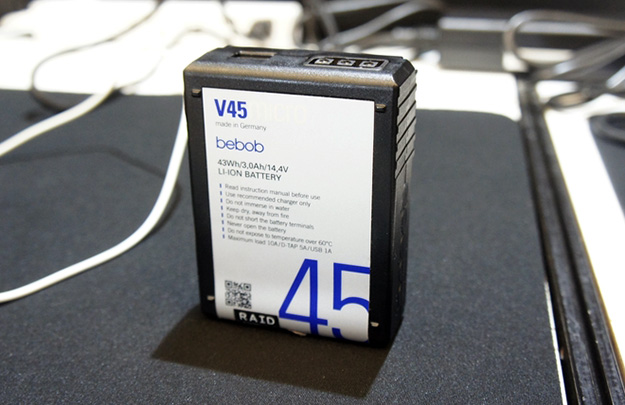 V45MICRO
made in Germany
bebob
43Wh/3,0Ah/14,4V
LI-ION BATTERY
Read instruction manual before use
Use recommended charger only
Do not immerse in water
Keep dry, away from fire
Do not short the battery terminals
Never open the battery
Do not expose to temperature over 60°C
Maximum load 10A/D-TAP 5A/USB 1A
45
RAID